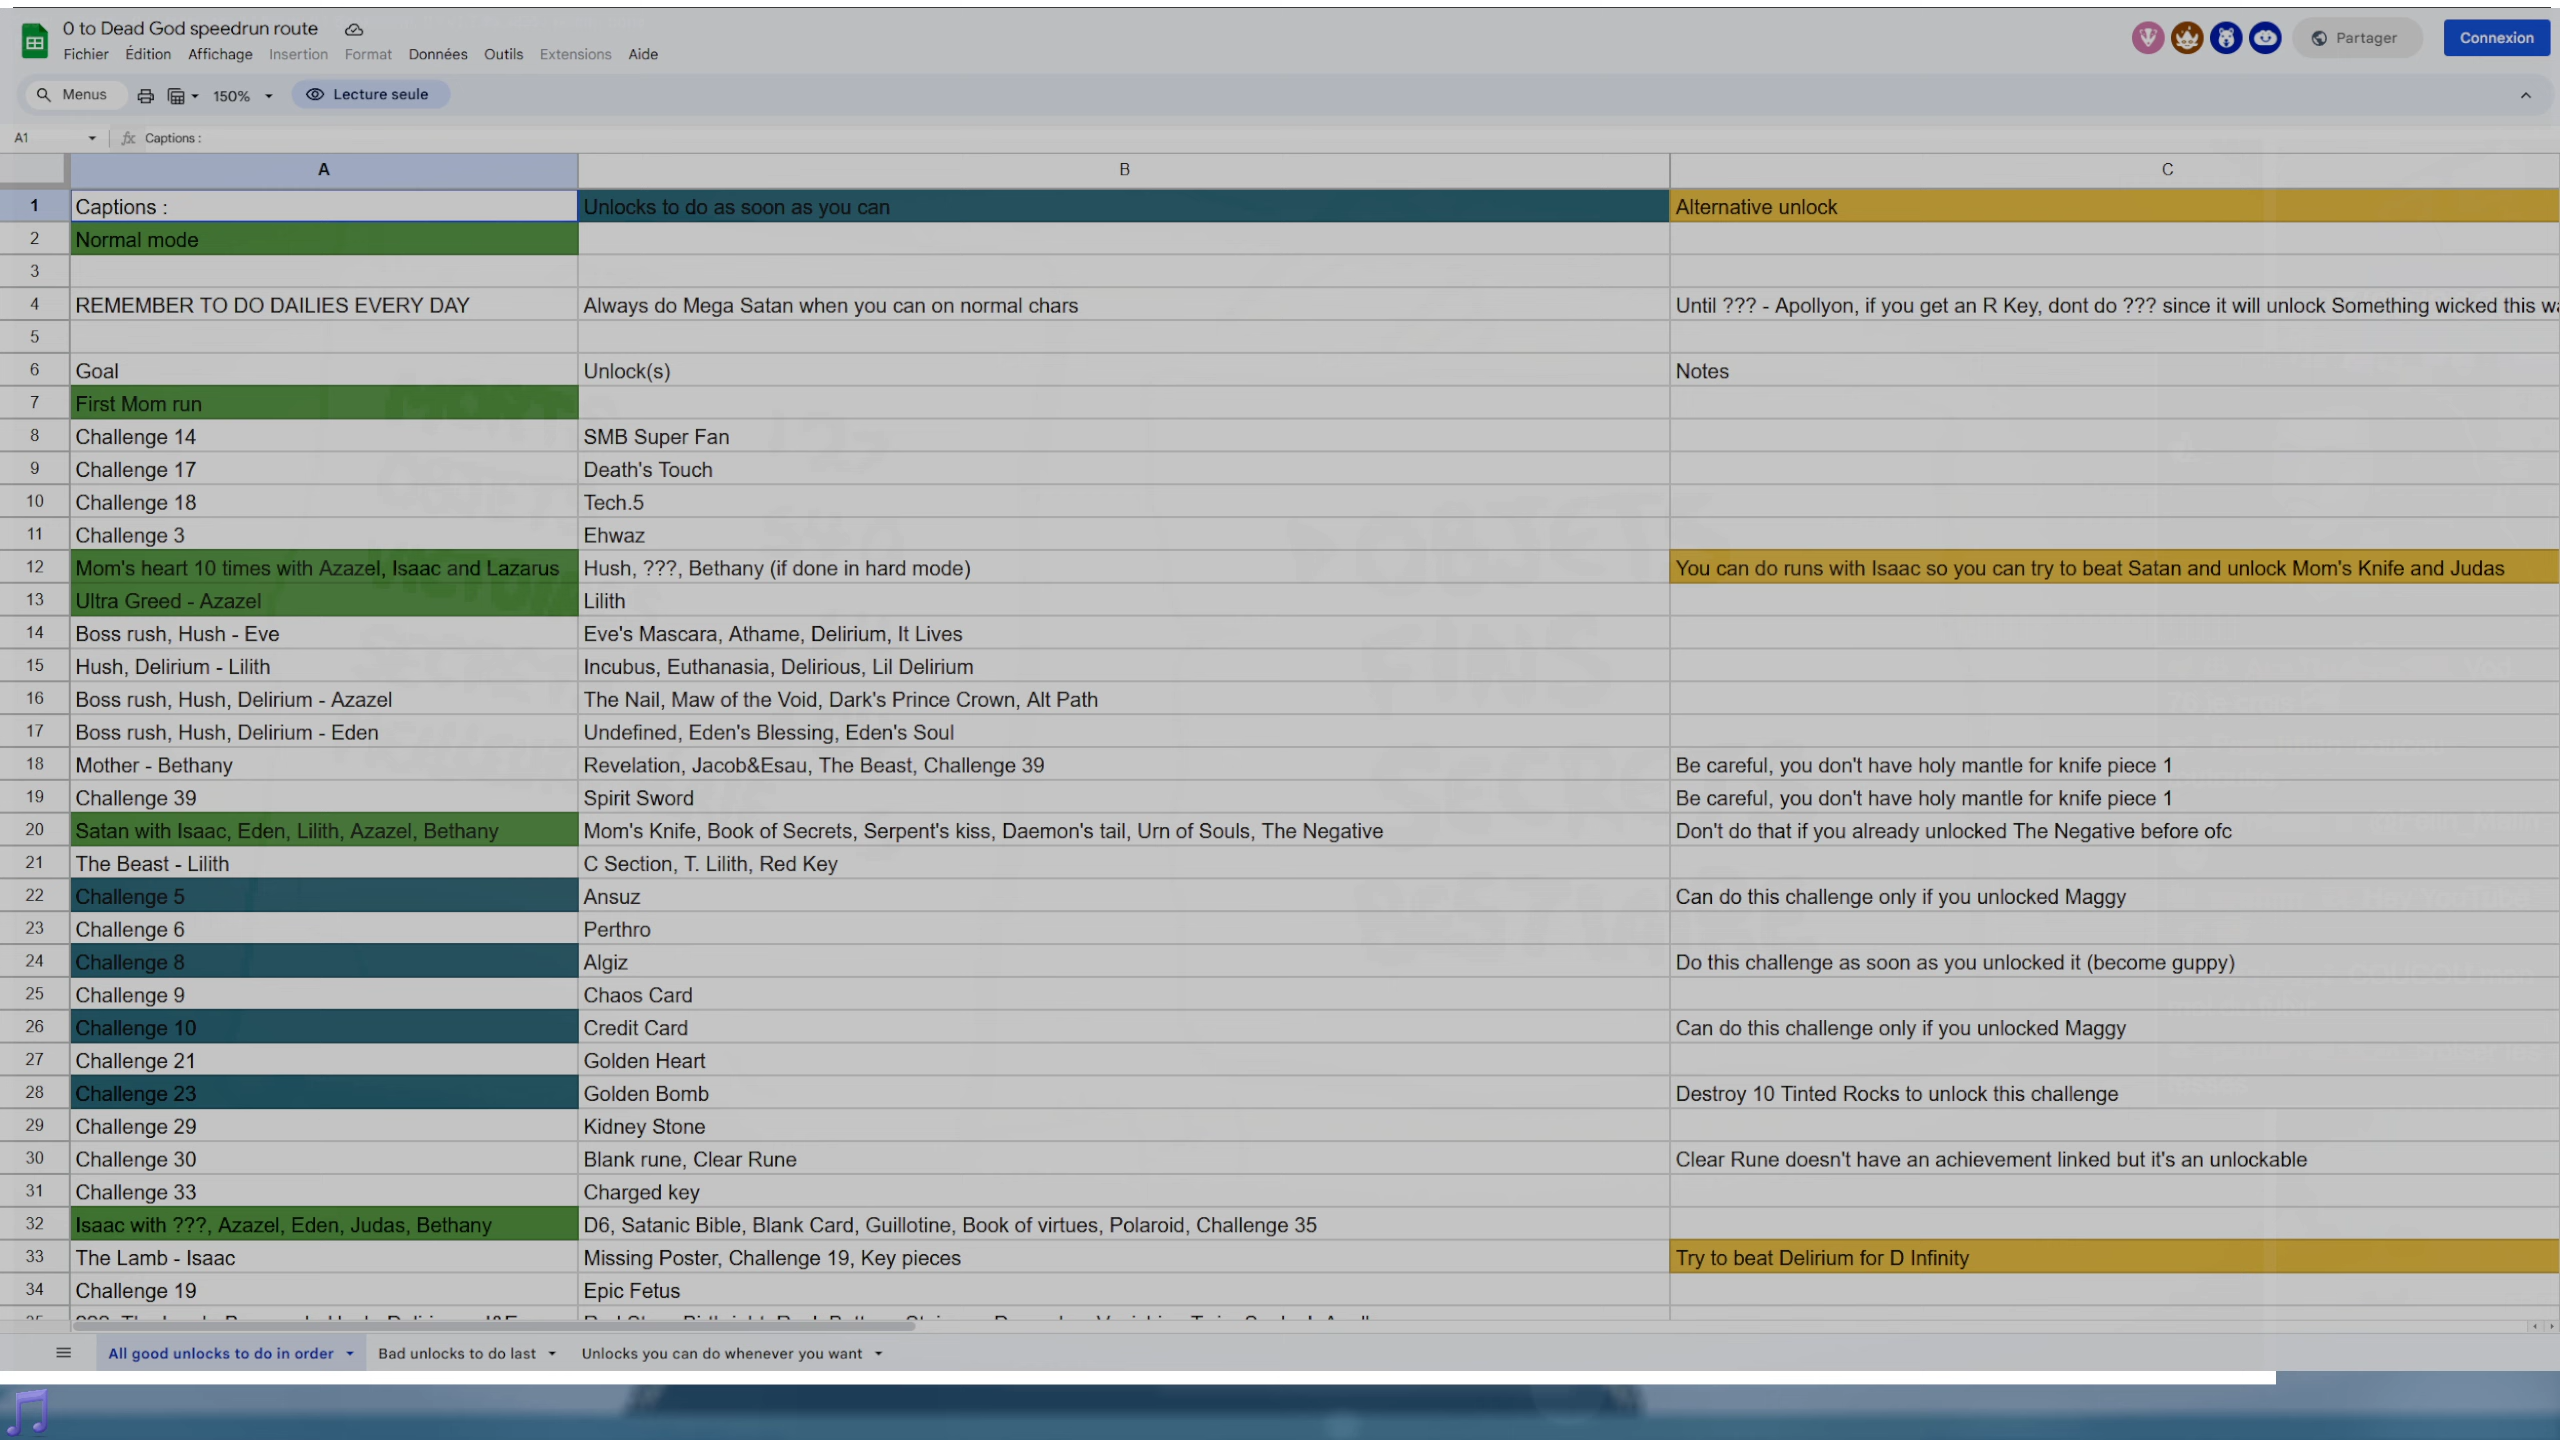 0 to Dead God speedrun route
Fichier Édition Affichage Insertion Format Données Outils Extensions Aide
Partager
Connexion
Menus 150% Lecture seule
A1 fx Captions :
A B C
1 Captions : Unlocks to do as soon as you can Alternative unlock
2 Normal mode
3
4 REMEMBER TO DO DAILIES EVERY DAY Always do Mega Satan when you can on normal chars Until ??? - Apollyon, if you get an R Key, dont do ??? since it will unlock Something wicked this
5
6 Goal Unlock(s) Notes
7 First Mom run
8 Challenge 14 SMB Super Fan
9 Challenge 17 Death's Touch
10 Challenge 18 Tech.5
11 Challenge 3 Ehwaz
12 Mom's heart 10 times with Azazel, Isaac and Lazarus Hush, ???, Bethany (if done in hard mode) You can do runs with Isaac so you can try to beat Satan and unlock Mom's Knife and Judas
13 Ultra Greed - Azazel Lilith
14 Boss rush, Hush - Eve Eve's Mascara, Athame, Delirium, It Lives
15 Hush, Delirium - Lilith Incubus, Euthanasia, Delirious, Lil Delirium
16 Boss rush, Hush, Delirium - Azazel The Nail, Maw of the Void, Dark's Prince Crown, Alt Path
17 Boss rush, Hush, Delirium - Eden Undefined, Eden's Blessing, Eden's Soul
18 Mother - Bethany Revelation, Jacob&Esau, The Beast, Challenge 39 Be careful, you don't have holy mantle for knife piece 1
19 Challenge 39 Spirit Sword Be careful, you don't have holy mantle for knife piece 1
20 Satan with Isaac, Eden, Lilith, Azazel, Bethany Mom's Knife, Book of Secrets, Serpent's kiss, Daemon's tail, Urn of Souls, The Negative Don't do that if you already unlocked The Negative before ofc
21 The Beast - Lilith C Section, T. Lilith, Red Key
22 Challenge 5 Ansuz Can do this challenge only if you unlocked Maggy
23 Challenge 6 Perthro
24 Challenge 8 Algiz Do this challenge as soon as you unlocked it (become guppy)
25 Challenge 9 Chaos Card
26 Challenge 10 Credit Card Can do this challenge only if you unlocked Maggy
27 Challenge 21 Golden Heart
28 Challenge 23 Golden Bomb Destroy 10 Tinted Rocks to unlock this challenge
29 Challenge 29 Kidney Stone
30 Challenge 30 Blank rune, Clear Rune Clear Rune doesn't have an achievement linked but it's an unlockable
31 Challenge 33 Charged key
32 Isaac with ???, Azazel, Eden, Judas, Bethany D6, Satanic Bible, Blank Card, Guillotine, Book of virtues, Polaroid, Challenge 35
33 The Lamb - Isaac Missing Poster, Challenge 19, Key pieces Try to beat Delirium for D Infinity
34 Challenge 19 Epic Fetus
All good unlocks to do in order Bad unlocks to do last Unlocks you can do whenever you want